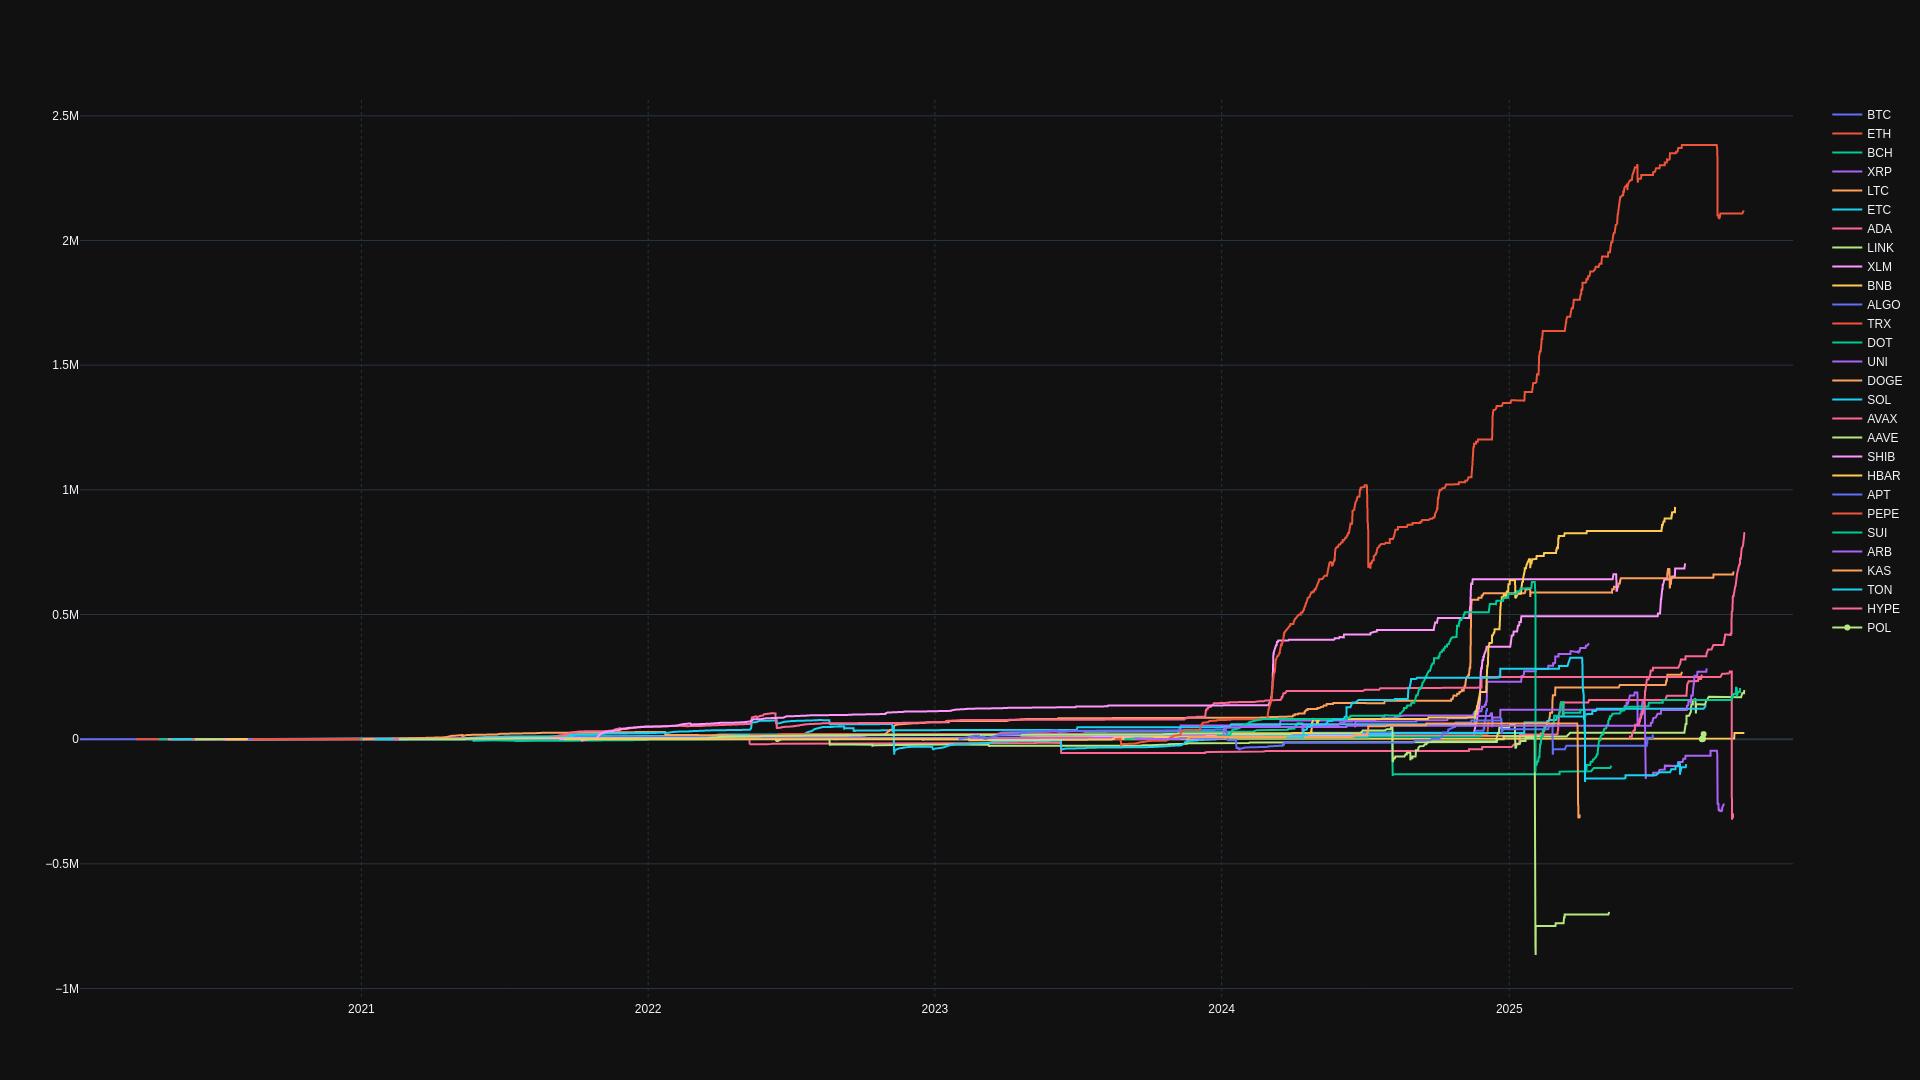 2.5M
2M
1.5M
1M
0.5M
0
−0.5M
−1M
2021
2022
2023
2024
2025
BTC
ETH
BCH
XRP
LTC
ETC
ADA
LINK
XLM
BNB
ALGO
TRX
DOT
UNI
DOGE
SOL
AVAX
AAVE
SHIB
HBAR
APT
PEPE
SUI
ARB
KAS
TON
HYPE
POL